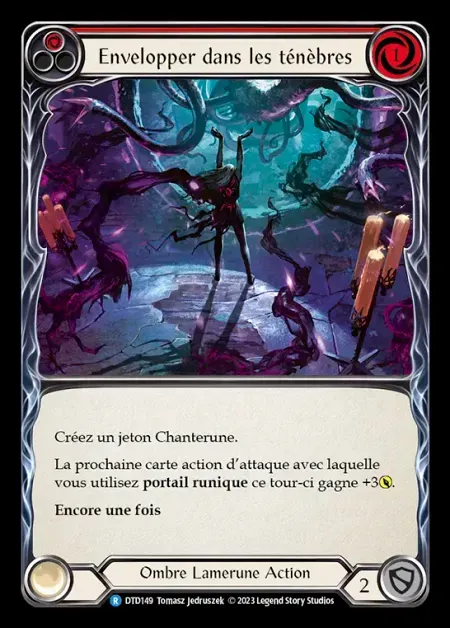 Envelopper dans les ténèbres
1
Créez un jeton Chanterune.
La prochaine carte action d'attaque avec laquelle
vous utilisez portail runique ce tour-ci gagne +3.
Encore une fois
Ombre Lamerune Action
2
R DTD149 Tomasz Jedruszek © 2023 Legend Story Studios